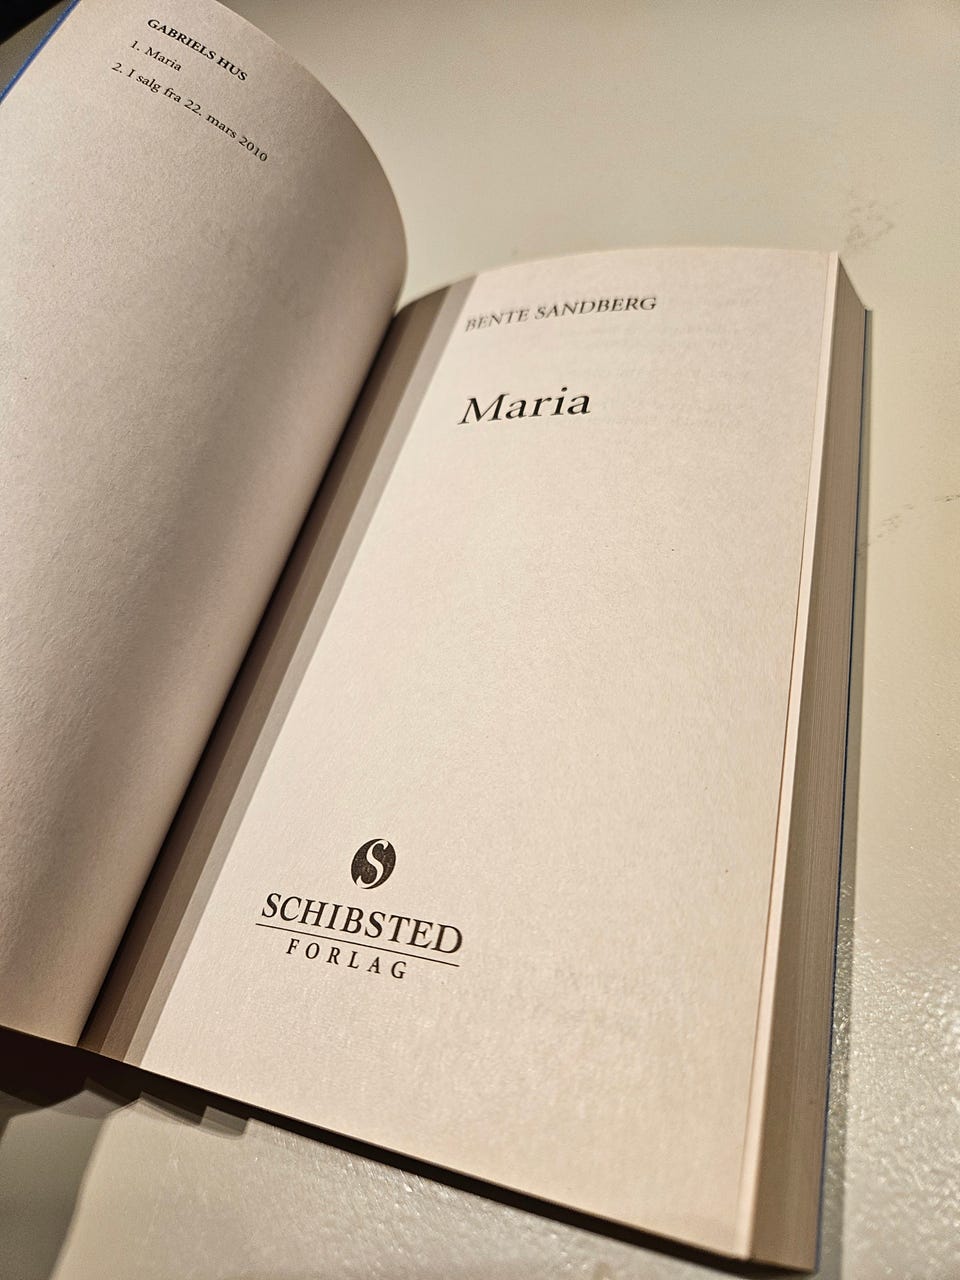 GABRIELS HUS
1. Maria
2. I salg fra 22. mars 2010
BENTE SANDBERG
Maria
S
SCHIBSTED
FORLAG